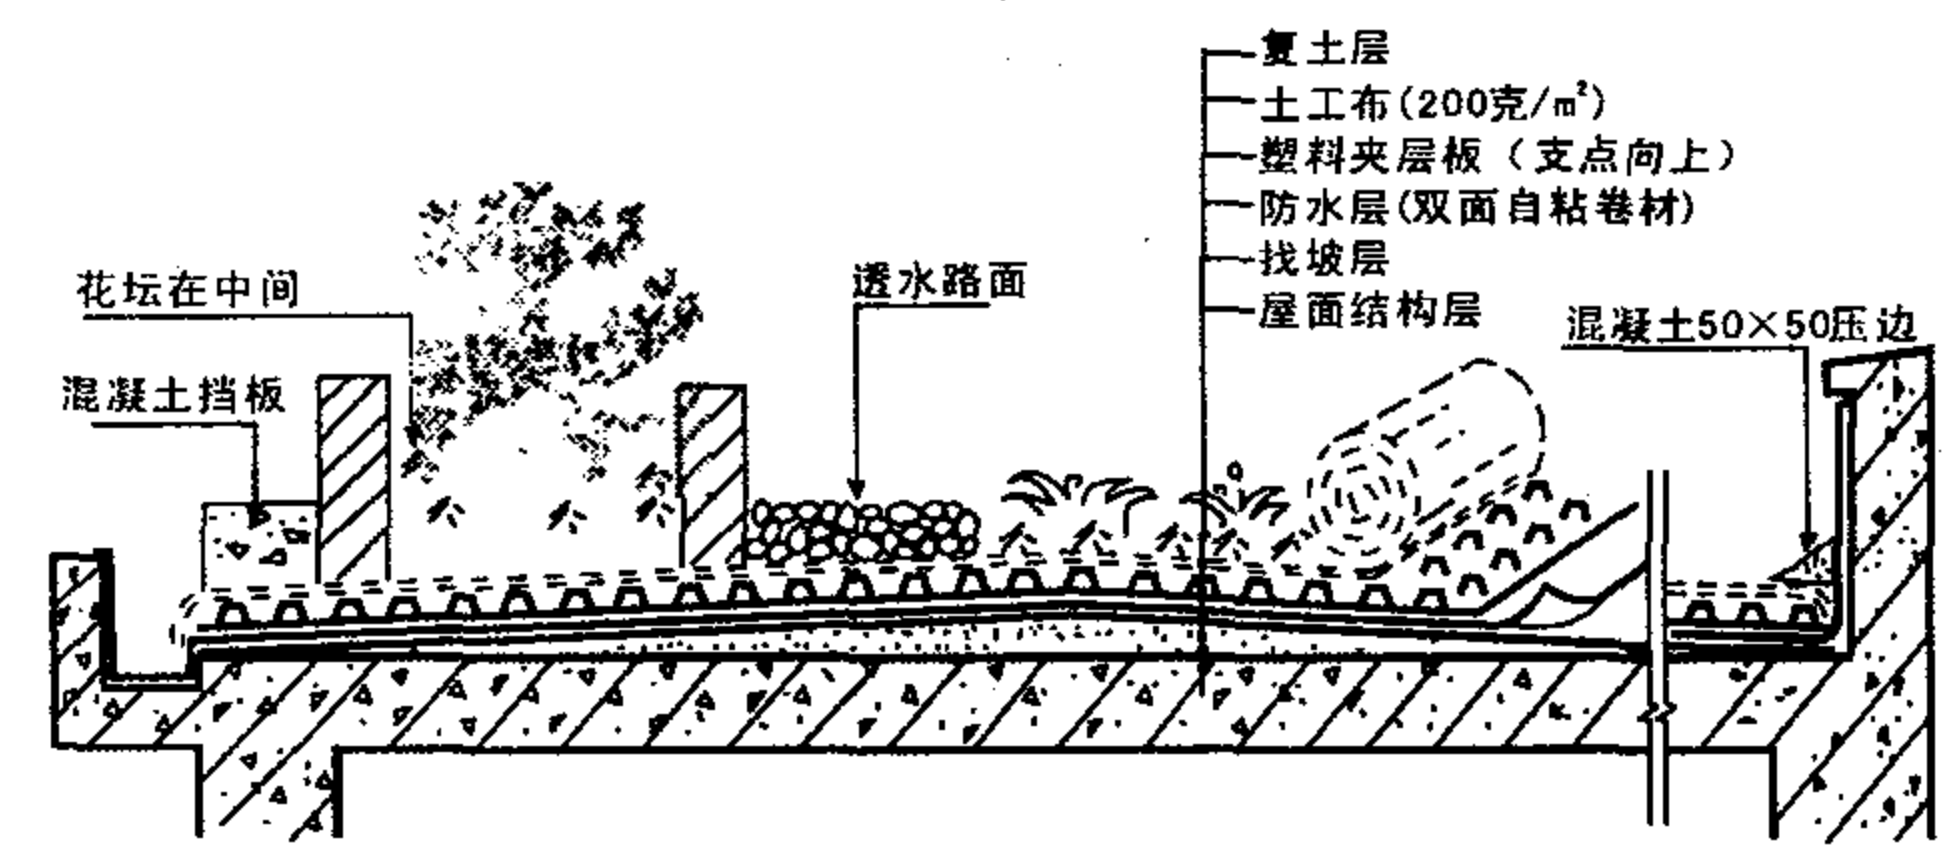 复土层
土工布(200克/m²)
塑料夹层板（支点向上）
防水层(双面自粘卷材)
找坡层
屋面结构层
花坛在中间
透水路面
混凝土50×50压边
混凝土挡板